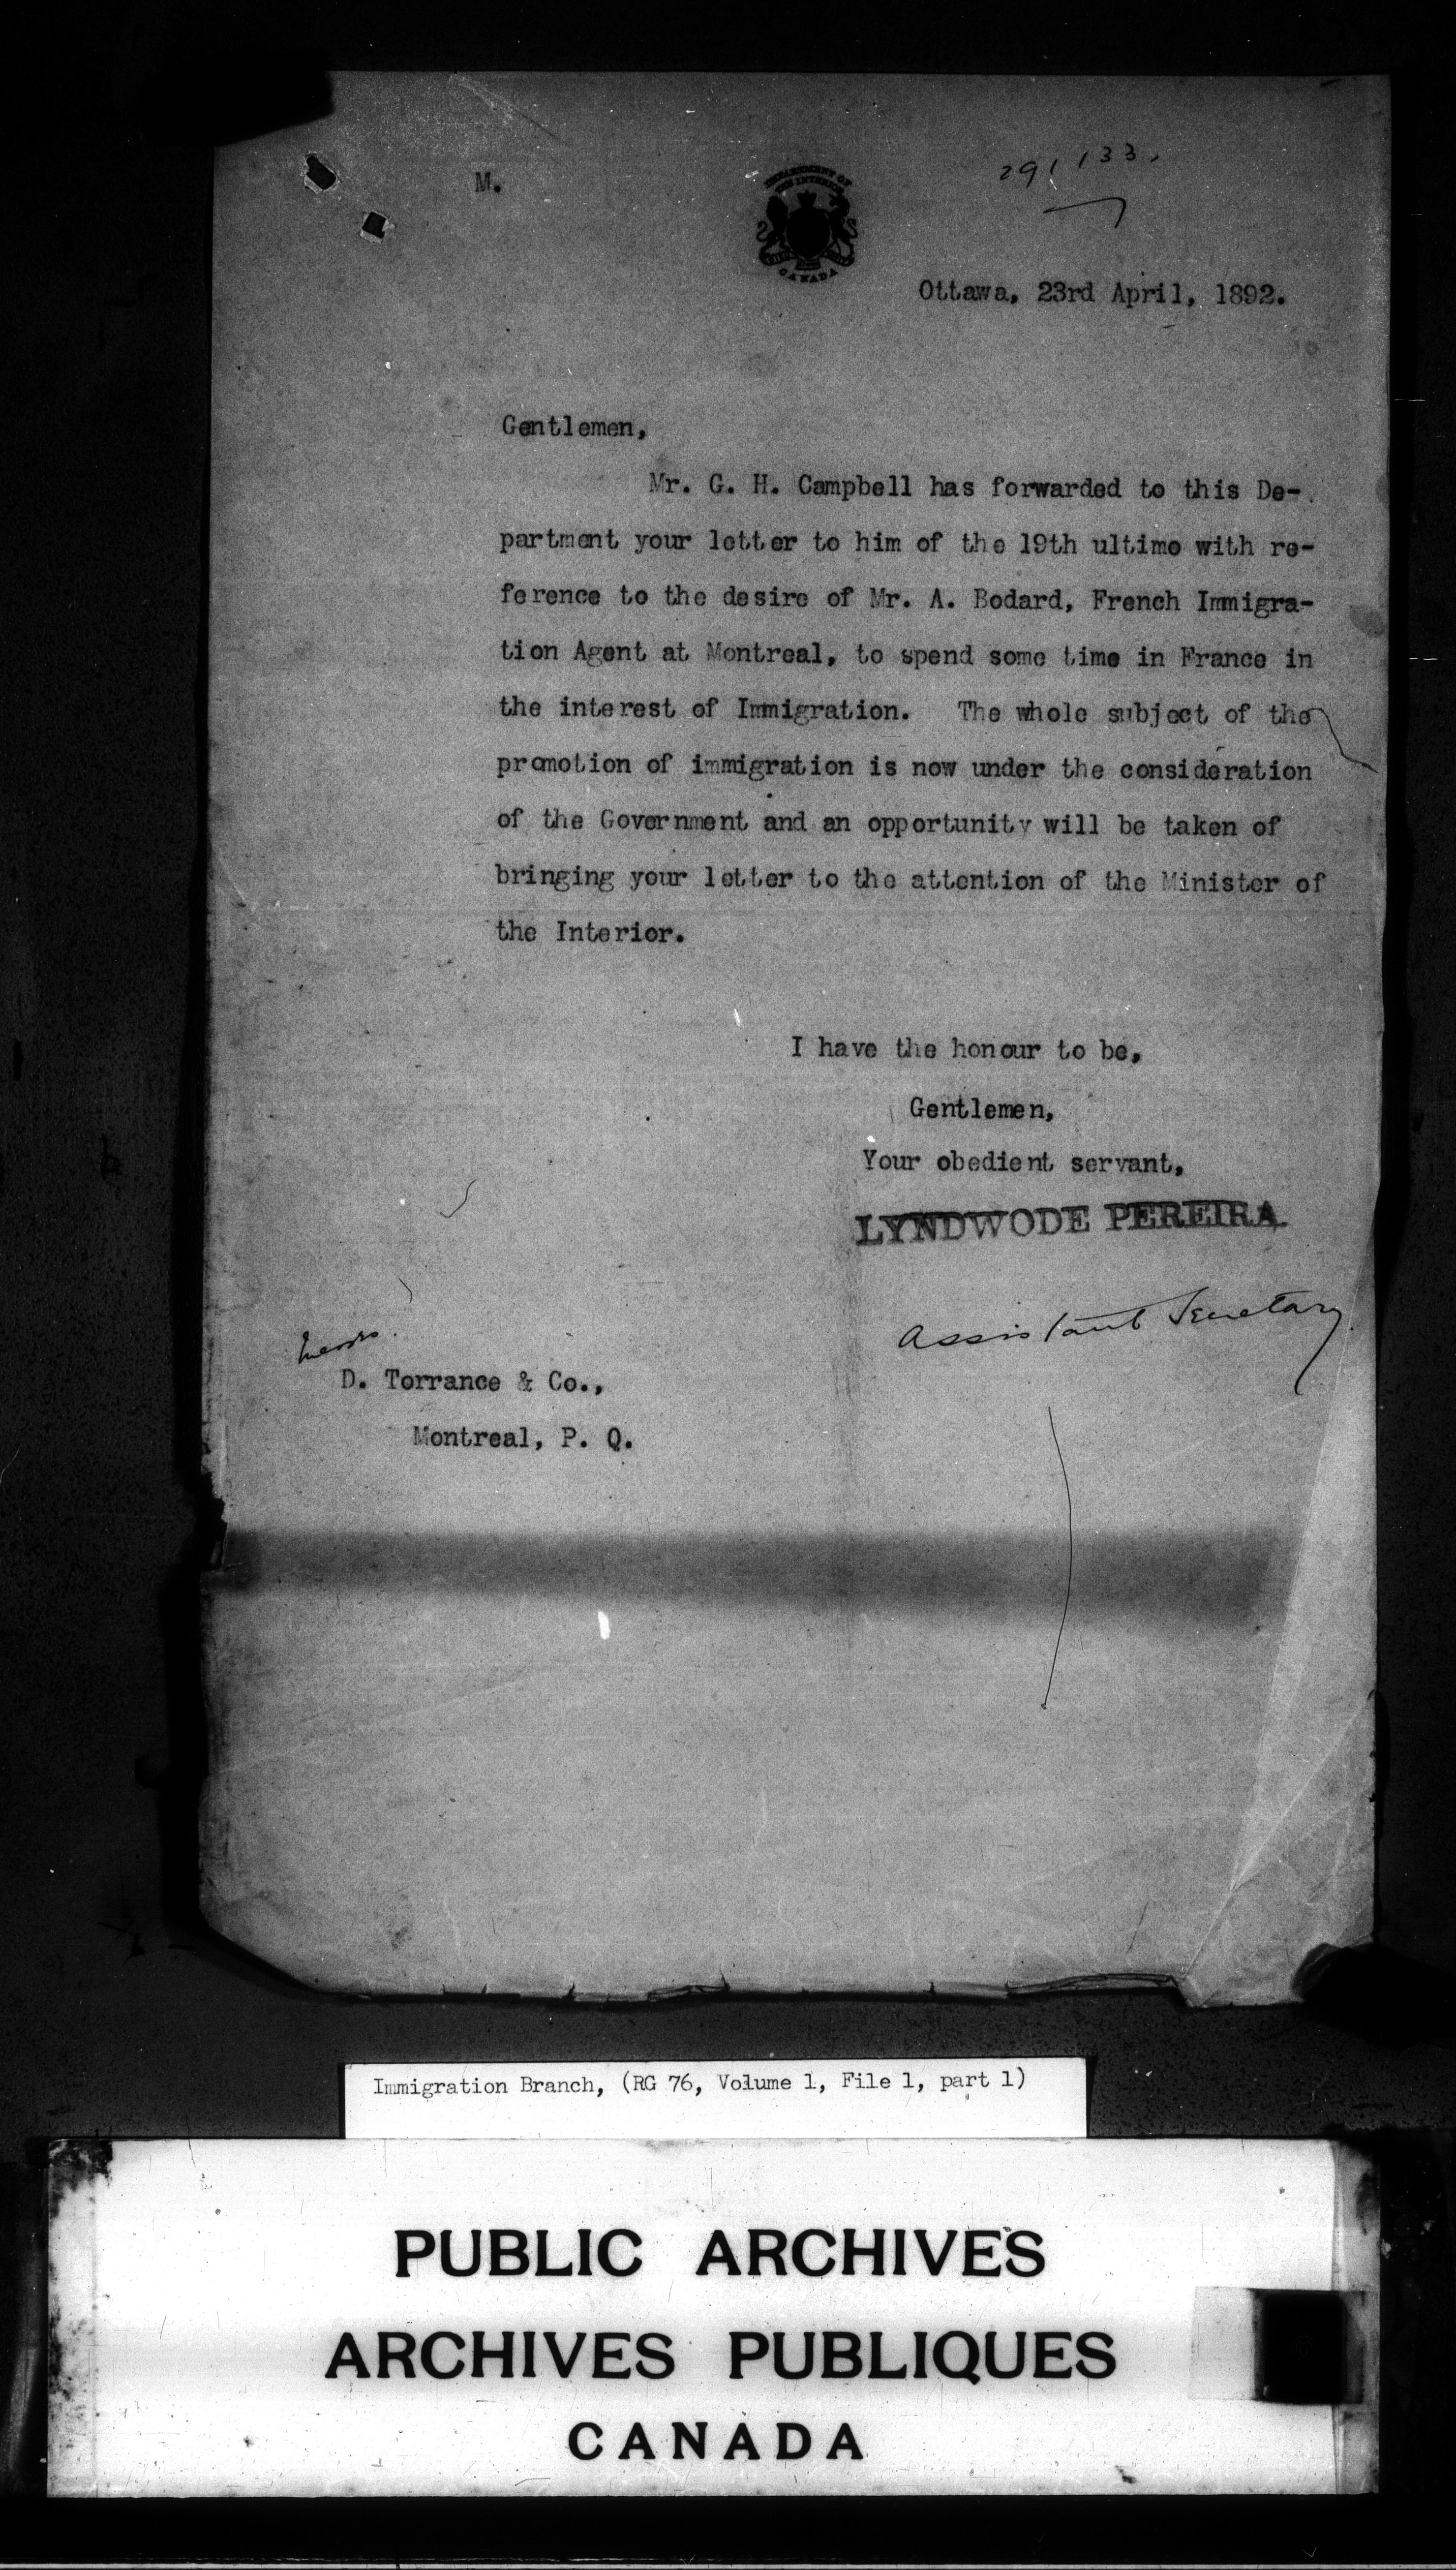 M.
291133.
DEPARTMENT OF
THE INTERIOR
CANADA
Ottawa, 23rd April, 1892.
Gentlemen,
Mr. G. H. Campbell has forwarded to this De-
partment your letter to him of the 19th ultimo with re-
ference to the desire of Mr. A. Bodard, French Immigra-
tion Agent at Montreal, to spend some time in France in
the interest of Immigration. The whole subject of the
promotion of immigration is now under the consideration
of the Government and an opportunity will be taken of
bringing your letter to the attention of the Minister of
the Interior.
I have the honour to be,
Gentlemen,
Your obedient servant,
LYNDWODE PEREIRA
Assistant Secretary
Messrs.
D. Torrance & Co.,
Montreal, P. Q.
Immigration Branch, (RG 76, Volume 1, File 1, part 1)
PUBLIC ARCHIVES
ARCHIVES PUBLIQUES
CANADA